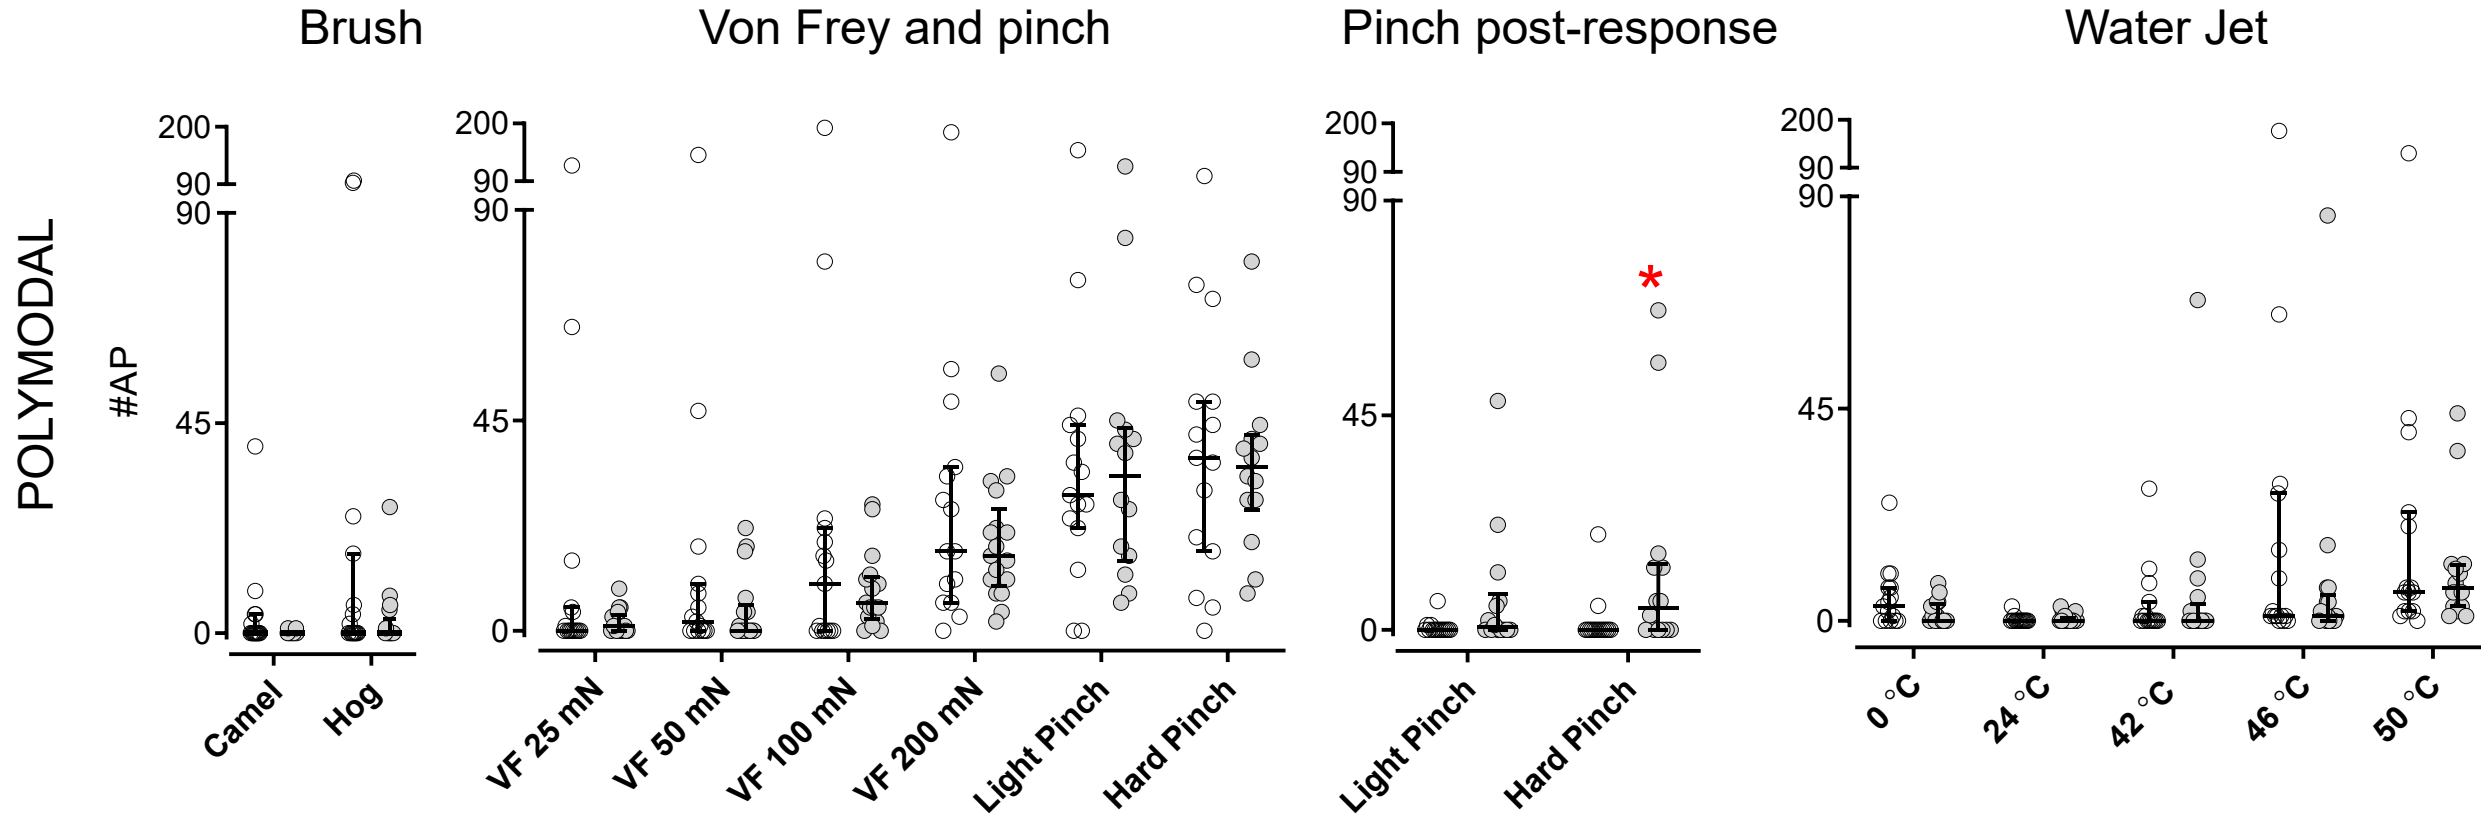 Brush
Von Frey and pinch
Pinch post-response
Water Jet
POLYMODAL
#AP
200
90
90
45
0
Camel
Hog
200
90
90
45
0
VF 25 mN
VF 50 mN
VF 100 mN
VF 200 mN
Light Pinch
Hard Pinch
200
90
90
45
0
*
Light Pinch
Hard Pinch
200
90
90
45
0
0 °C
24 °C
42 °C
46 °C
50 °C